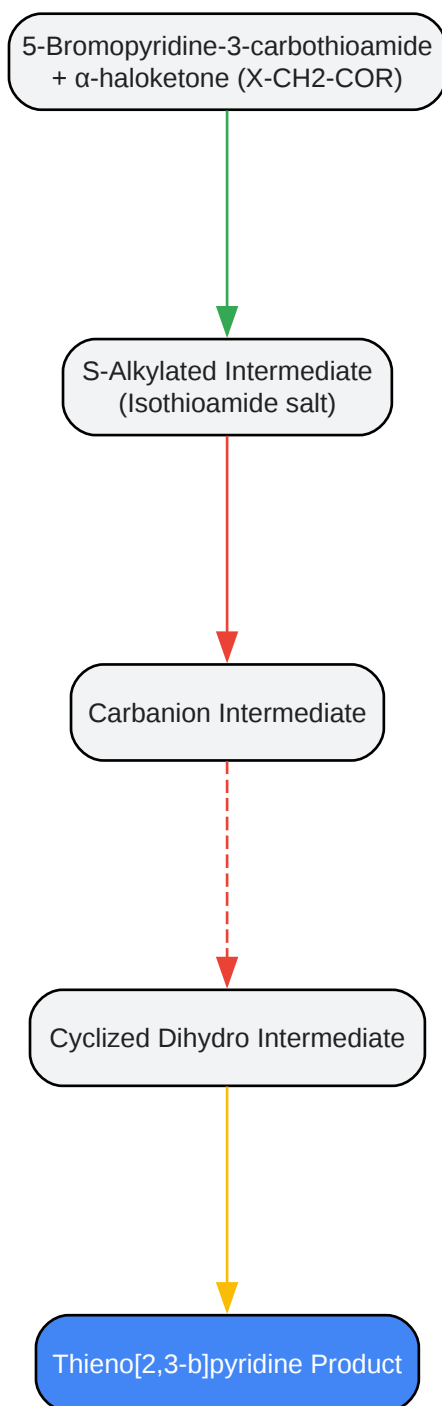 5-Bromopyridine-3-carbothioamide
+ α-haloketone (X-CH2-COR)
S-Alkylated Intermediate
(Isothioamide salt)
Carbanion Intermediate
Cyclized Dihydro Intermediate
Thieno[2,3-b]pyridine Product